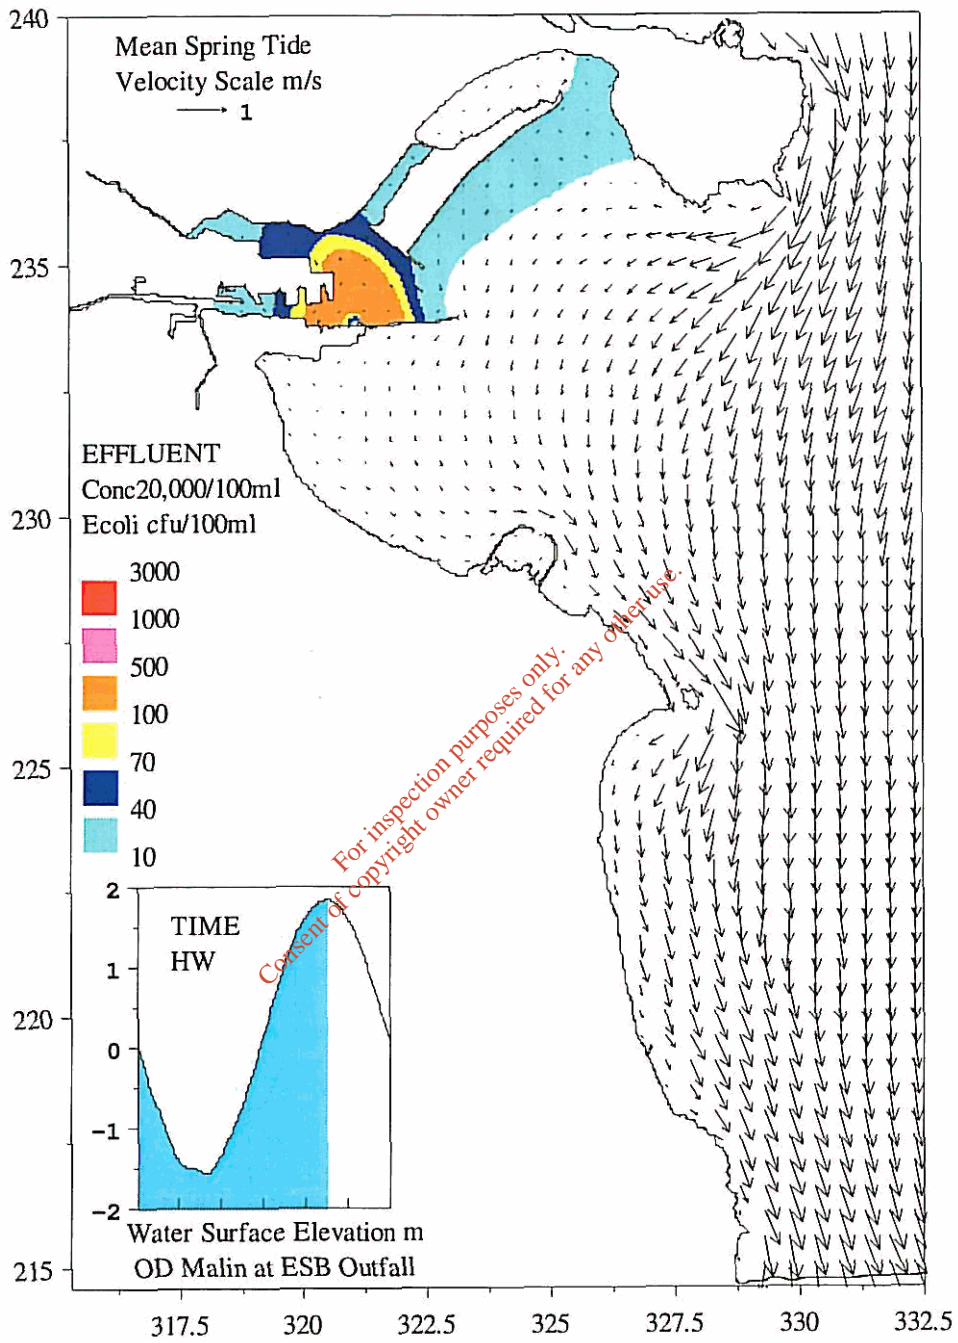 240
Mean Spring Tide
Velocity Scale m/s
1
235
EFFLUENT
Conc20,000/100ml
230
Ecoli cfu/100ml
3000
1000
500
100
70
225
40
10
For inspection purposes only.
Consent of copyright owner required for any other use.
2
TIME
HW
1
220
0
-1
-2
Water Surface Elevation m
OD Malin at ESB Outfall
215
317.5 320 322.5 325 327.5 330 332.5